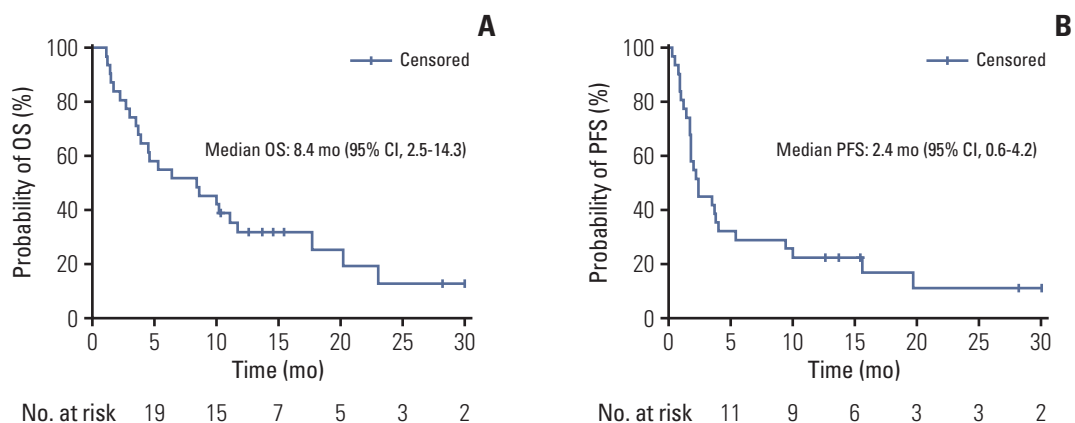 A
100
80
60
40
20
0
Probability of OS (%)
Censored
Median OS: 8.4 mo (95% CI, 2.5-14.3)
0 5 10 15 20 25 30
Time (mo)
No. at risk 19 15 7 5 3 2
B
100
80
60
40
20
0
Probability of PFS (%)
Censored
Median PFS: 2.4 mo (95% CI, 0.6-4.2)
0 5 10 15 20 25 30
Time (mo)
No. at risk 11 9 6 3 3 2